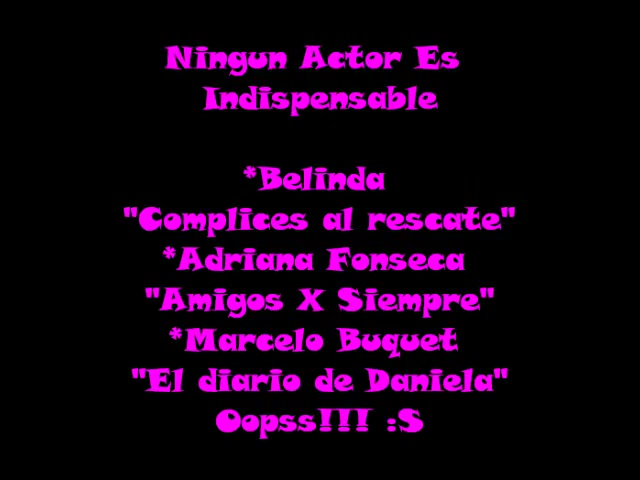 Ningun Actor Es
Indispensable
*Belinda
"Complices al rescate"
*Adriana Fonseca
"Amigos X Siempre"
*Marcelo Buquet
"El diario de Daniela"
Oopss!!! :S